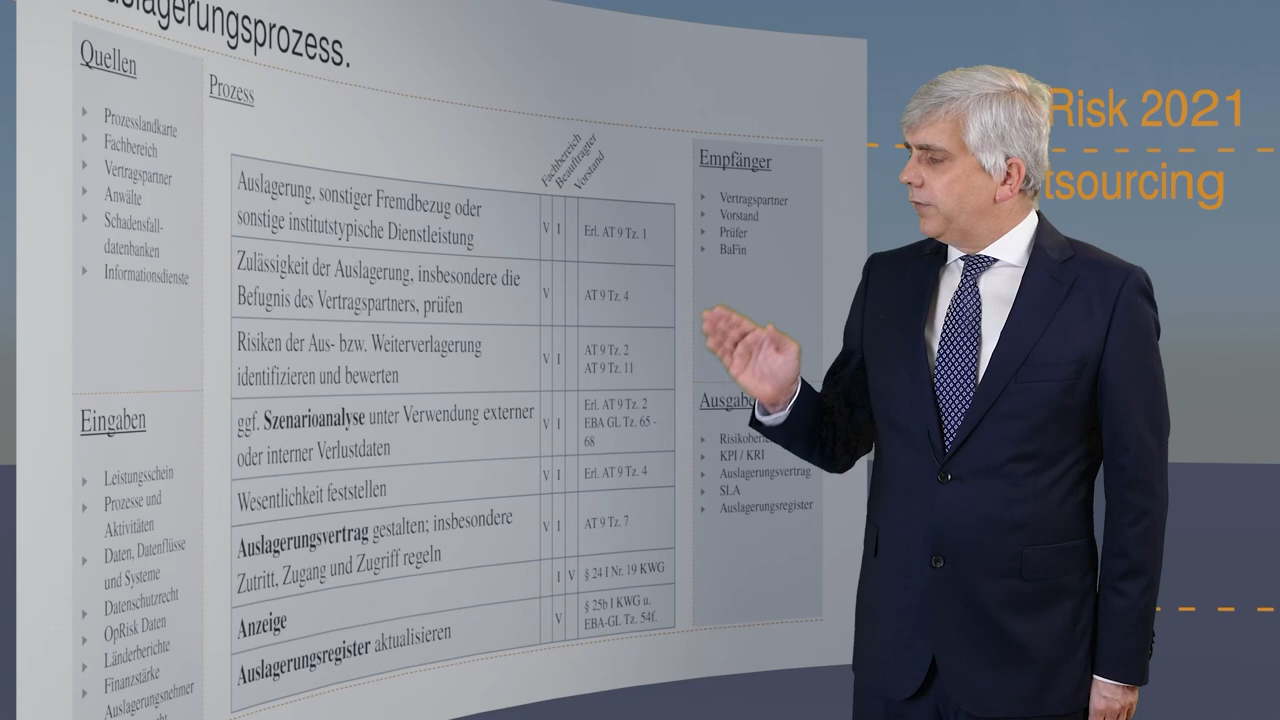 uslagerungsprozess.
Quellen
Prozesslandkarte
Fachbereich
Vertragspartner
Anwälte
Schadensfall-
datenbanken
Informationsdienste
Eingaben
Leistungsschein
Prozesse und
Aktivitäten
Daten, Datenflüsse
und Systeme
Datenschutzrecht
OpRisk Daten
Länderberichte
Finanzstärke
Auslagerungsnehmer
Prozess
Fachbereich
Beauftragter
Vorstand
Auslagerung, sonstiger Fremdbezug oder
sonstige institutstypische Dienstleistung
V I Erl. AT 9 Tz. 1
Zulässigkeit der Auslagerung, insbesondere die
Befugnis des Vertragspartners, prüfen
V AT 9 Tz. 4
Risiken der Aus- bzw. Weiterverlagerung
identifizieren und bewerten
V I AT 9 Tz. 2
AT 9 Tz. 11
ggf. Szenarioanalyse unter Verwendung externer
oder interner Verlustdaten
V I Erl. AT 9 Tz. 2
EBA GL Tz. 65 -
68
Wesentlichkeit feststellen
V I Erl. AT 9 Tz. 4
Auslagerungsvertrag gestalten; insbesondere
Zutritt, Zugang und Zugriff regeln
V I AT 9 Tz. 7
Anzeige
I V § 24 I Nr. 19 KWG
Auslagerungsregister aktualisieren
V § 25b I KWG u.
EBA-GL Tz. 54f.
Empfänger
Vertragspartner
Vorstand
Prüfer
BaFin
Ausgabe
Risikoberic
KPI / KRI
Auslagerungsvertrag
SLA
Auslagerungsregister
Risk 2021
tsourcing